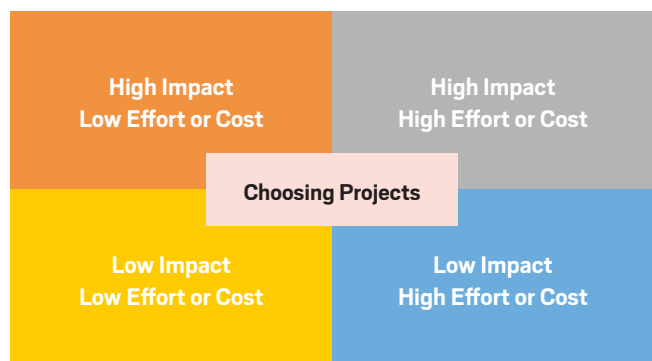 High Impact
Low Effort or Cost
High Impact
High Effort or Cost
Choosing Projects
Low Impact
Low Effort or Cost
Low Impact
High Effort or Cost